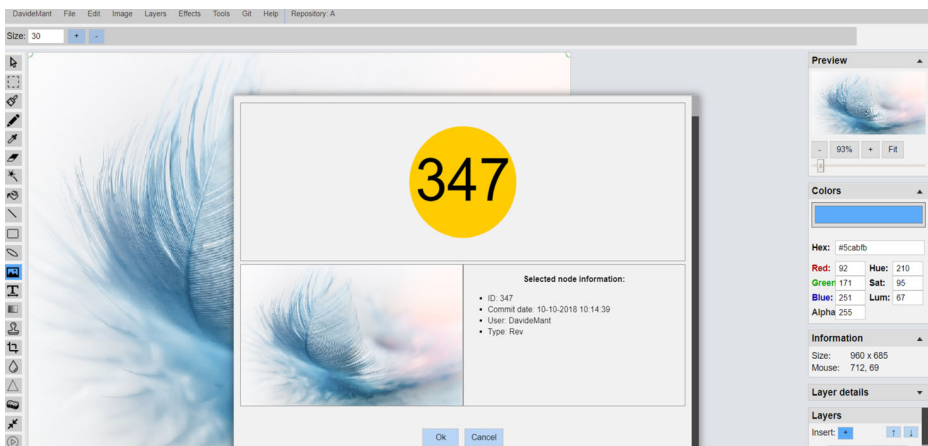 DavideMant File Edit Image Layers Effects Tools Git Help Repository: A
Size: 30 + -
Preview
- 93% + Fit
Colors
Hex: #5cabfb
Red: 92 Hue: 210
Green 171 Sat: 95
Blue: 251 Lum: 67
Alpha 255
Information
Size: 960 x 685
Mouse: 712, 69
Layer details
Layers
Insert: + ↑ ↓
347
Selected node information:
• ID: 347
• Commit date: 10-10-2018 10:14:39
• User: DavideMant
• Type: Rev
Ok Cancel